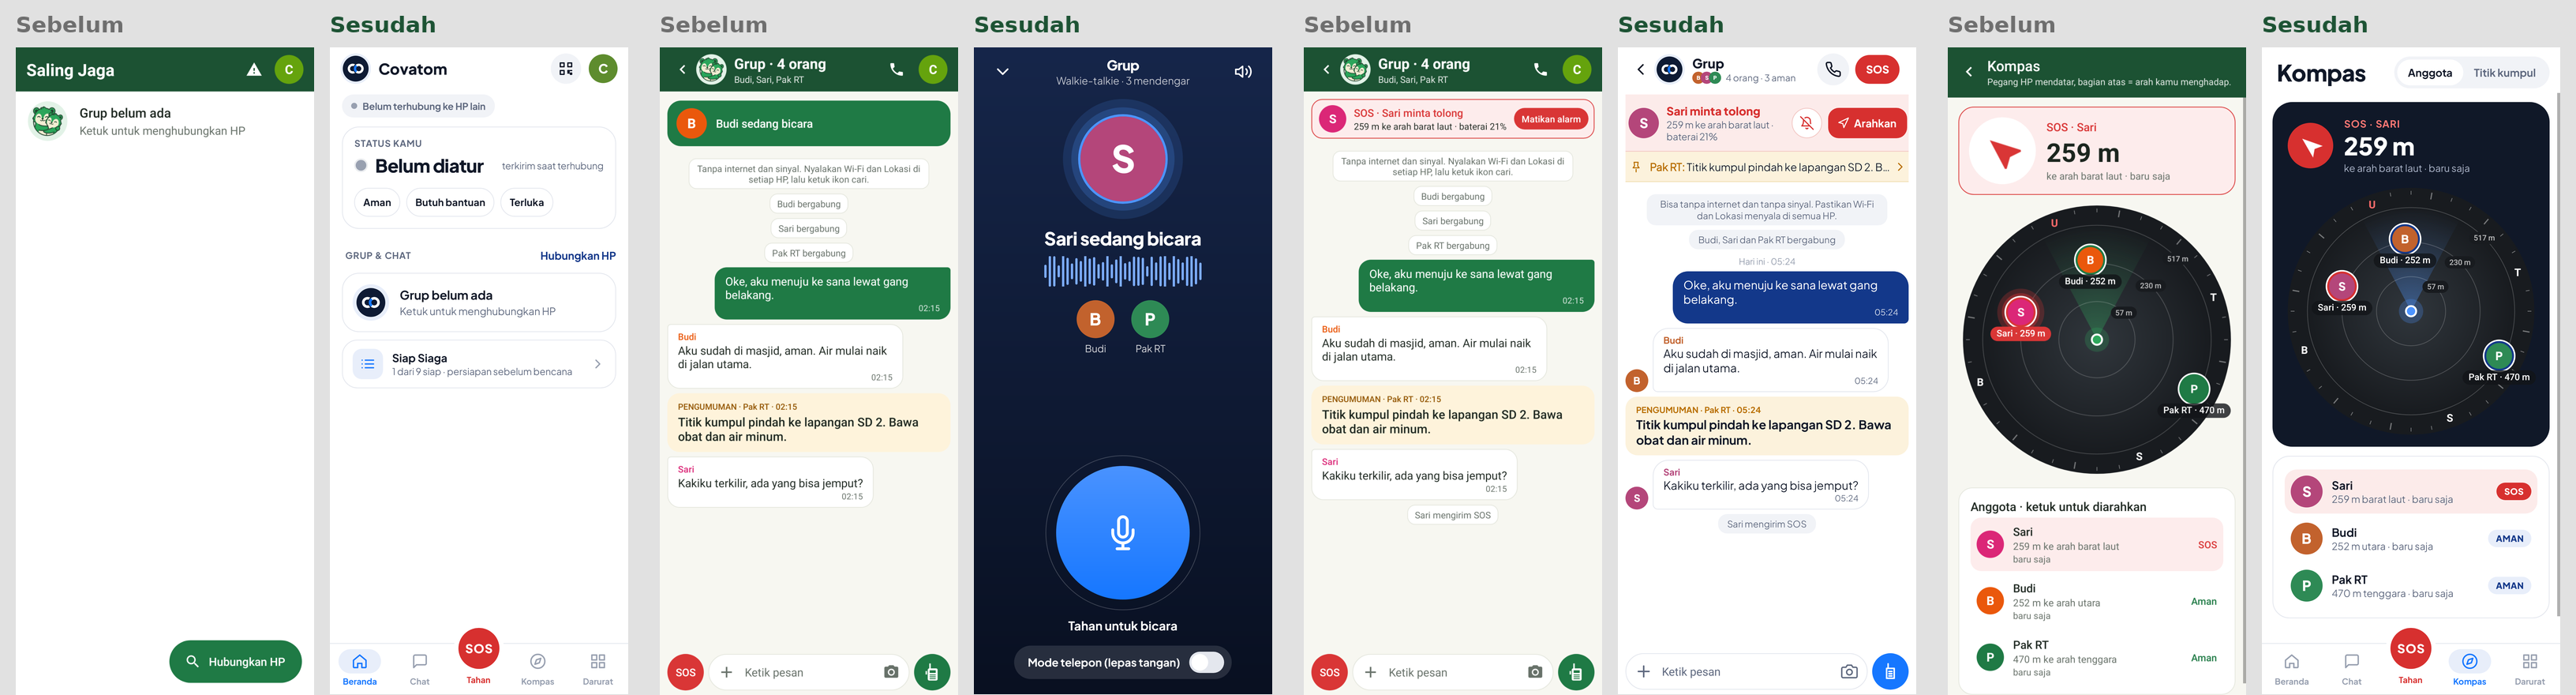 Sebelum
Saling Jaga
C
Grup belum ada
Ketuk untuk menghubungkan HP
Hubungkan HP
Sesudah
Covatom
C
Belum terhubung ke HP lain
STATUS KAMU
Belum diatur
terkirim saat terhubung
Aman
Butuh bantuan
Terluka
GRUP & CHAT
Hubungkan HP
Grup belum ada
Ketuk untuk menghubungkan HP
Siap Siaga
1 dari 9 siap · persiapan sebelum bencana
Beranda
Chat
SOS
Tahan
Kompas
Darurat
Sebelum
Grup · 4 orang
Budi, Sari, Pak RT
C
B
Budi sedang bicara
Tanpa internet dan sinyal. Nyalakan Wi-Fi dan Lokasi di
setiap HP, lalu ketuk ikon cari.
Budi bergabung
Sari bergabung
Pak RT bergabung
Oke, aku menuju ke sana lewat gang
belakang.
02:15
Budi
Aku sudah di masjid, aman. Air mulai naik
di jalan utama.
02:15
PENGUMUMAN · Pak RT · 02:15
Titik kumpul pindah ke lapangan SD 2. Bawa
obat dan air minum.
Sari
Kakiku terkilir, ada yang bisa jemput?
02:15
SOS
Ketik pesan
Sesudah
Grup
Walkie-talkie · 3 mendengar
S
Sari sedang bicara
B
P
Budi
Pak RT
Tahan untuk bicara
Mode telepon (lepas tangan)
Sebelum
Grup · 4 orang
Budi, Sari, Pak RT
C
S
SOS · Sari minta tolong
259 m ke arah barat laut · baterai 21%
Matikan alarm
Tanpa internet dan sinyal. Nyalakan Wi-Fi dan Lokasi di
setiap HP, lalu ketuk ikon cari.
Budi bergabung
Sari bergabung
Pak RT bergabung
Oke, aku menuju ke sana lewat gang
belakang.
02:15
Budi
Aku sudah di masjid, aman. Air mulai naik
di jalan utama.
02:15
PENGUMUMAN · Pak RT · 02:15
Titik kumpul pindah ke lapangan SD 2. Bawa
obat dan air minum.
Sari
Kakiku terkilir, ada yang bisa jemput?
02:15
Sari mengirim SOS
SOS
Ketik pesan
Sesudah
Grup
B S P
4 orang · 3 aman
SOS
S
Sari minta tolong
259 m ke arah barat laut ·
baterai 21%
Arahkan
Pak RT: Titik kumpul pindah ke lapangan SD 2. B...
Bisa tanpa internet dan tanpa sinyal. Pastikan Wi-Fi
dan Lokasi menyala di semua HP.
Budi, Sari dan Pak RT bergabung
Hari ini · 05:24
Oke, aku menuju ke sana lewat gang
belakang.
05:24
Budi
Aku sudah di masjid, aman. Air mulai naik
di jalan utama.
05:24
B
PENGUMUMAN · Pak RT · 05:24
Titik kumpul pindah ke lapangan SD 2. Bawa
obat dan air minum.
Sari
Kakiku terkilir, ada yang bisa jemput?
05:24
S
Sari mengirim SOS
Ketik pesan
Sebelum
Kompas
Pegang HP mendatar, bagian atas = arah kamu menghadap.
SOS · Sari
259 m
ke arah barat laut · baru saja
U
517 m
B
Budi · 252 m
230 m
T
S
57 m
Sari · 259 m
B
P
Pak RT · 470 m
S
Anggota · ketuk untuk diarahkan
S
Sari
259 m ke arah barat laut
baru saja
SOS
B
Budi
252 m ke arah utara
baru saja
Aman
P
Pak RT
470 m ke arah tenggara
baru saja
Aman
Sesudah
Kompas
Anggota
Titik kumpul
SOS · SARI
259 m
ke arah barat laut · baru saja
U
517 m
B
Budi · 252 m
230 m
T
S
57 m
Sari · 259 m
B
P
Pak RT · 470 m
S
S
Sari
259 m barat laut · baru saja
SOS
B
Budi
252 m utara · baru saja
AMAN
P
Pak RT
470 m tenggara · baru saja
AMAN
Beranda
Chat
SOS
Tahan
Kompas
Darurat